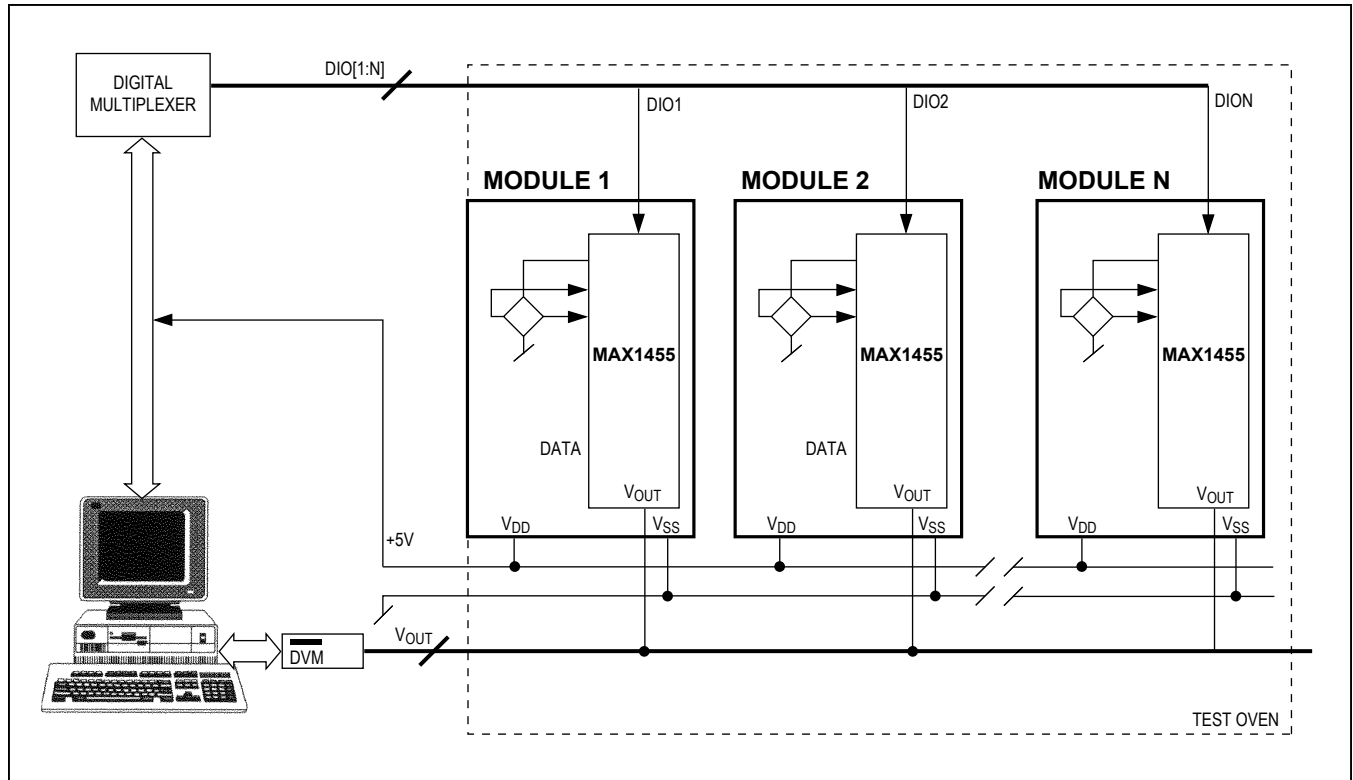 DIGITAL
MULTIPLEXER
DIO[1:N]
DIO1
DIO2
DION
MODULE 1
MODULE 2
MODULE N
MAX1455
MAX1455
MAX1455
DATA
DATA
VOUT
VOUT
VOUT
VDD
VSS
VDD
VSS
VDD
VSS
+5V
VOUT
DVM
TEST OVEN